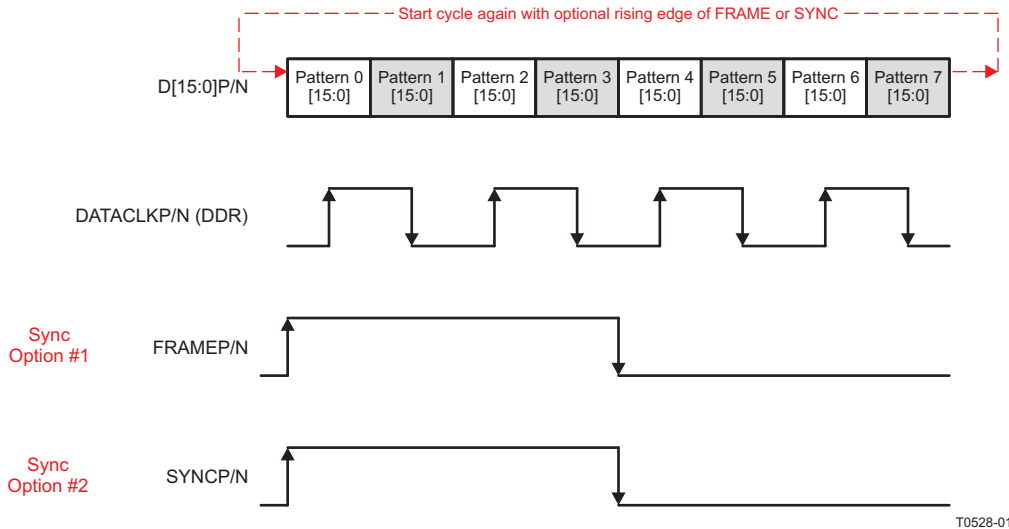 Start cycle again with optional rising edge of FRAME or SYNC
D[15:0]P/N
Pattern 0 Pattern 1 Pattern 2 Pattern 3 Pattern 4 Pattern 5 Pattern 6 Pattern 7
[15:0] [15:0] [15:0] [15:0] [15:0] [15:0] [15:0] [15:0]
DATACLKP/N (DDR)
Sync
Option #1
FRAMEP/N
Sync
Option #2
SYNCP/N
T0528-01